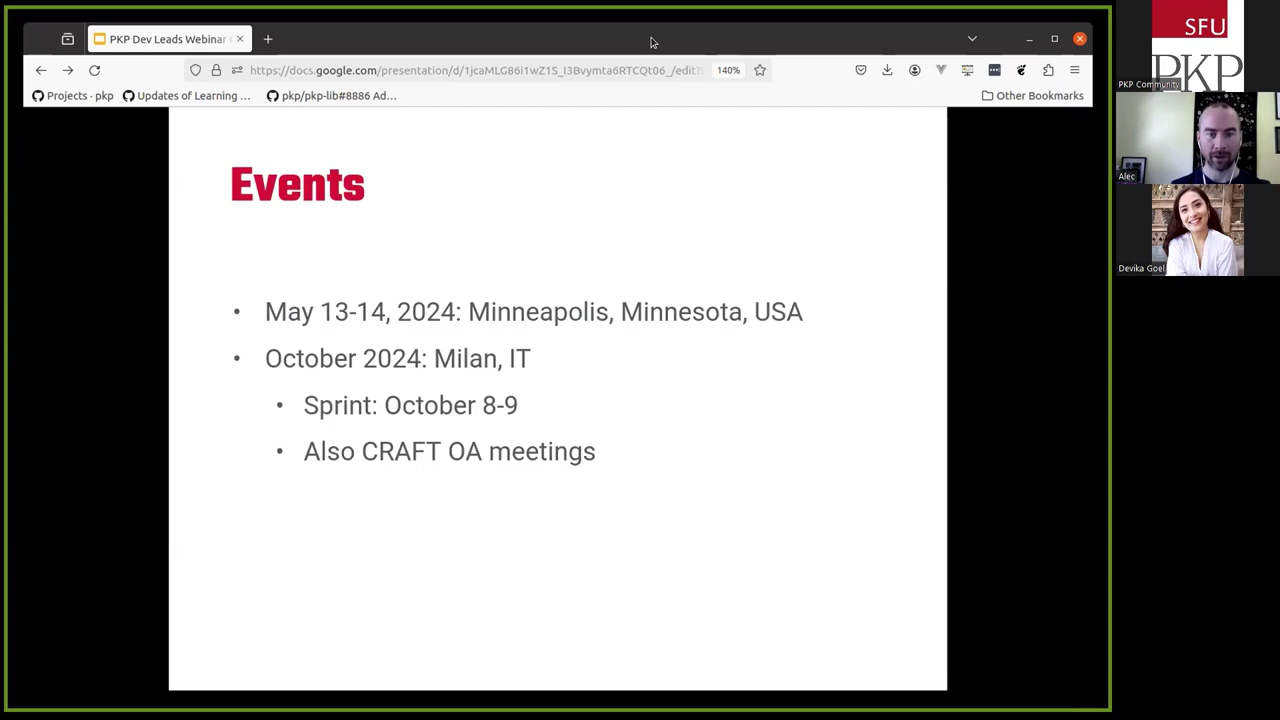 PKP Dev Leads Webinar
https://docs.google.com/presentation/d/1jcaMLG86i1wZ1S_I3Bvymta6RTCQt06_/edit?
140%
Projects · pkp
Updates of Learning ...
pkp/pkp-lib#8886 Ad...
Other Bookmarks
Events
• May 13-14, 2024: Minneapolis, Minnesota, USA
• October 2024: Milan, IT
• Sprint: October 8-9
• Also CRAFT OA meetings
SFU
PKP
PKP Community
Alec
Devika Goel